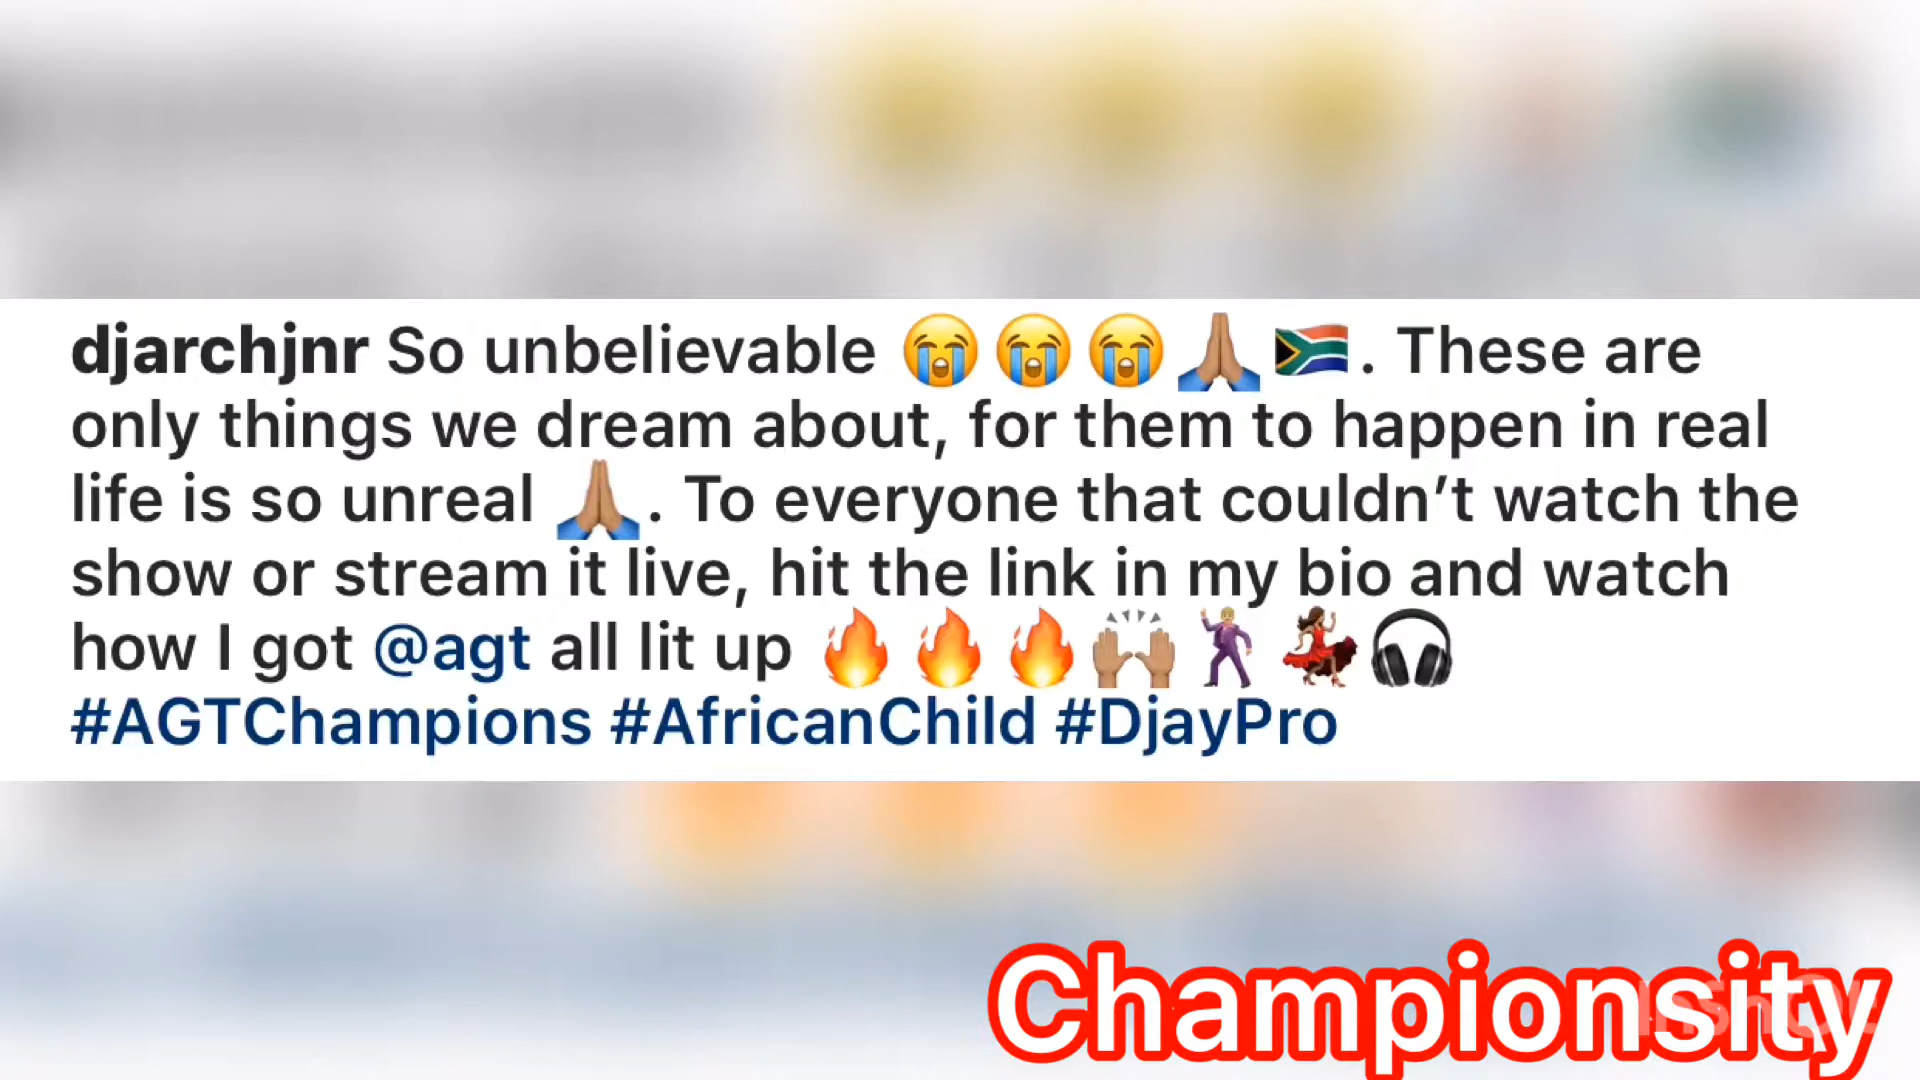 djarchjnr So unbelievable 😭😭😭🙏🏽🇿🇦. These are
only things we dream about, for them to happen in real
life is so unreal 🙏🏽. To everyone that couldn’t watch the
show or stream it live, hit the link in my bio and watch
how I got @agt all lit up 🔥🔥🔥🙌🏽🕺🏼💃🏽🎧
#AGTChampions #AfricanChild #DjayPro
Championsity